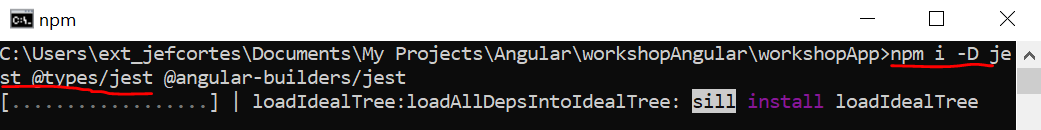 npm
C:\Users\ext_jefcortes\Documents\My Projects\Angular\workshopAngular\workshopApp>npm i -D je
st @types/jest @angular-builders/jest
[..................] | loadIdealTree:loadAllDepsIntoIdealTree: sill install loadIdealTree